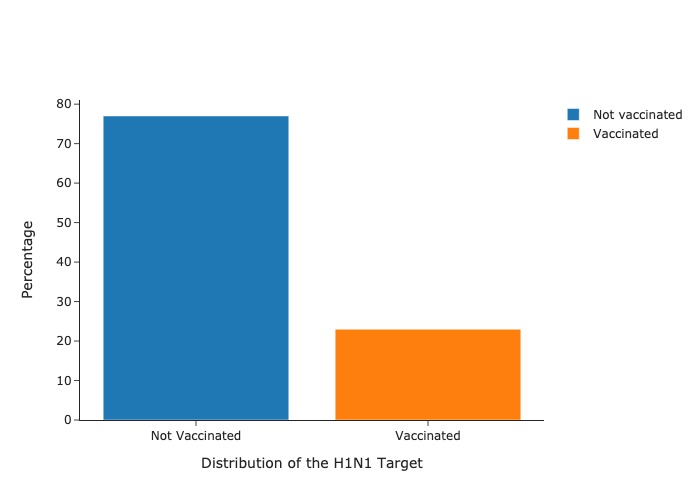 80
70
60
50
40
30
20
10
0
Percentage
Not Vaccinated
Vaccinated
Distribution of the H1N1 Target
Not vaccinated
Vaccinated